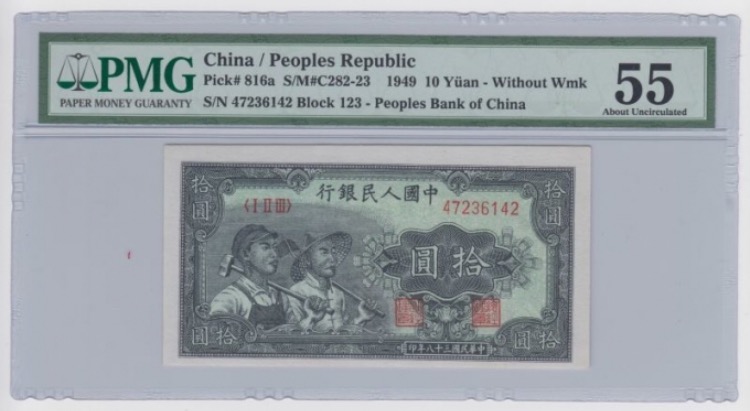 PMG
PAPER MONEY GUARANTY
China / Peoples Republic
Pick# 816a S/M#C282-23 1949 10 Yüan - Without Wmk
S/N 47236142 Block 123 - Peoples Bank of China
55
About Uncirculated
行銀民人國中
〈I II III〉
47236142
拾圓
拾圓
圓拾
圓拾
圓拾
印年八十三國民華中